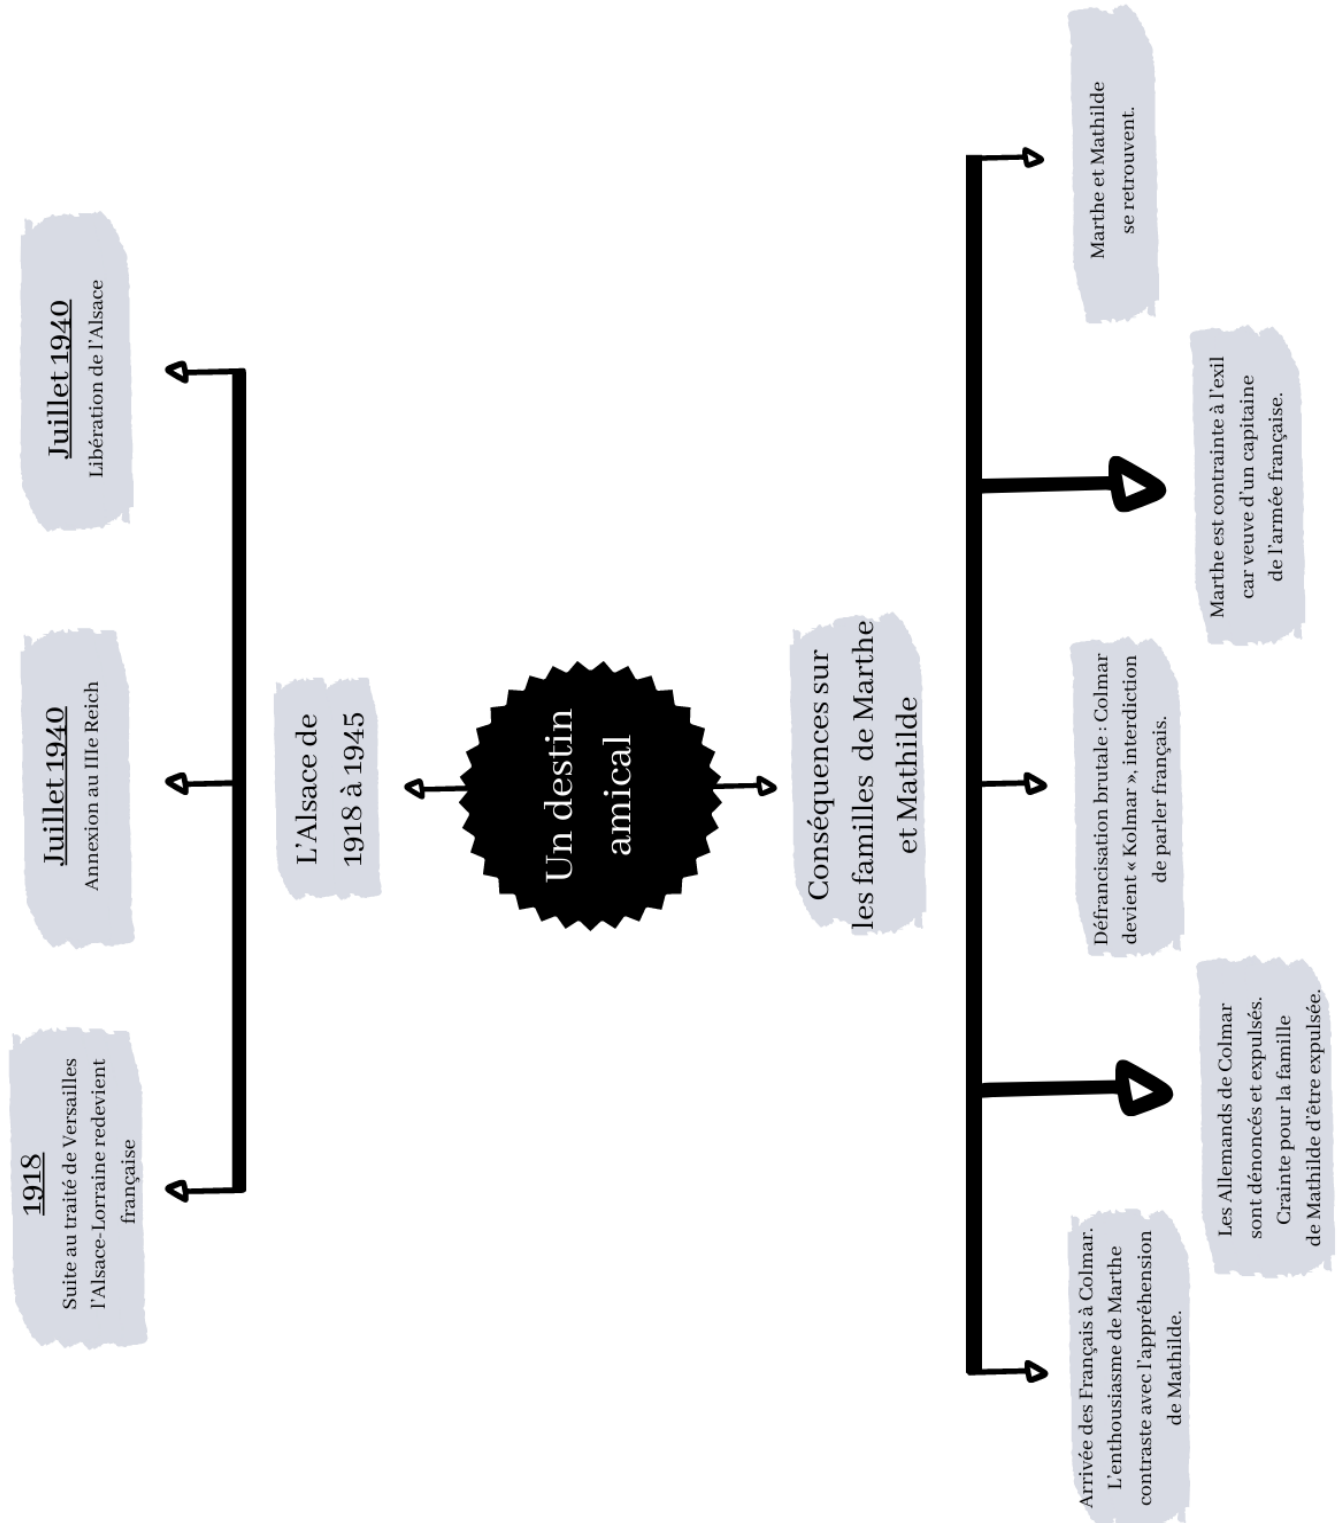 1918
Suite au traité de Versailles
l'Alsace-Lorraine redevient
française
Juillet 1940
Annexion au IIIe Reich
Juillet 1940
Libération de l'Alsace
L'Alsace de
1918 à 1945
Un destin
amical
Conséquences sur
les familles de Marthe
et Mathilde
Arrivée des Français à Colmar.
L'enthousiasme de Marthe
contraste avec l'appréhension
de Mathilde.
Les Allemands de Colmar
sont dénoncés et expulsés.
Crainte pour la famille
de Mathilde d'être expulsée.
Défrancisation brutale : Colmar
devient « Kolmar », interdiction
de parler français.
Marthe est contrainte à l'exil
car veuve d'un capitaine
de l'armée française.
Marthe et Mathilde
se retrouvent.